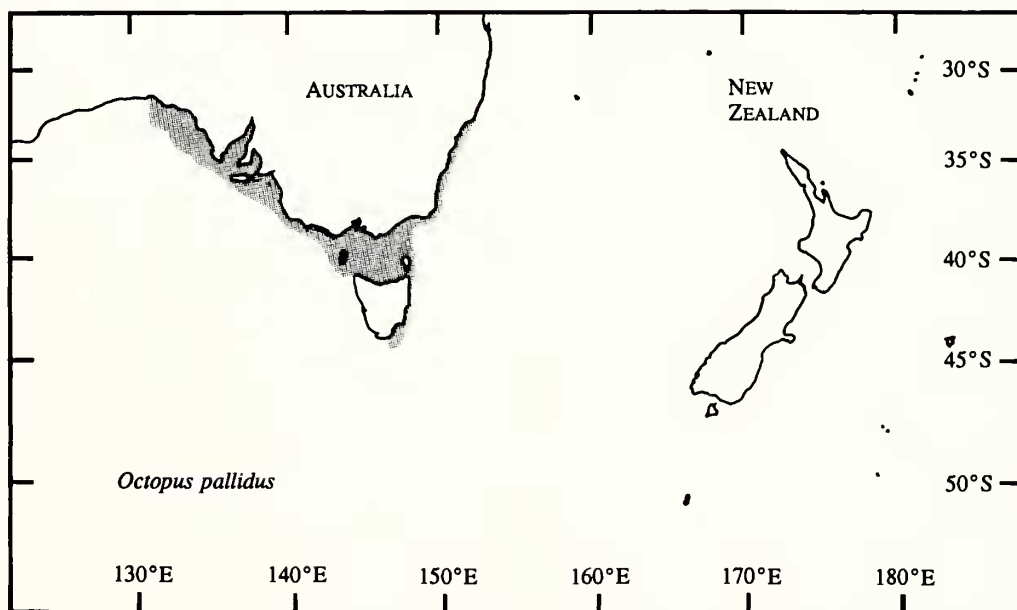 AUSTRALIA
NEW
ZEALAND
30°S
35°S
40°S
45°S
50°S
Octopus pallidus
130°E
140°E
150°E
160°E
170°E
180°E